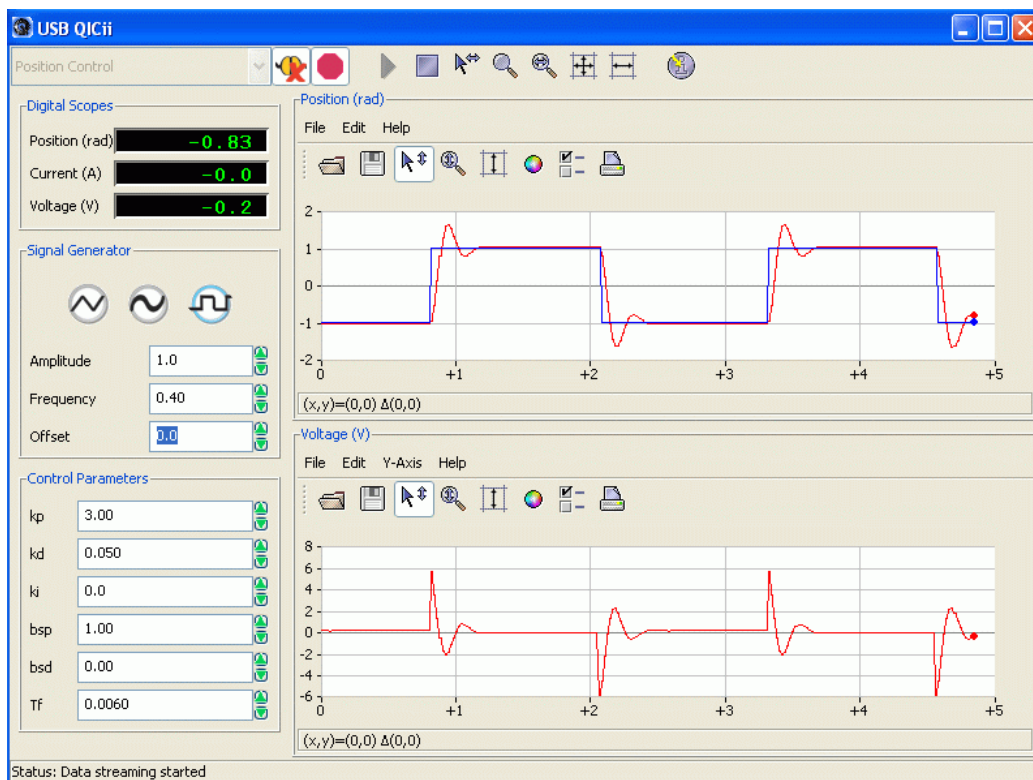 USB QICii
Position Control
Digital Scopes
Position (rad) -0.83
Current (A) -0.0
Voltage (V) -0.2
Signal Generator
Amplitude 1.0
Frequency 0.40
Offset 0.0
Control Parameters
kp 3.00
kd 0.050
ki 0.0
bsp 1.00
bsd 0.00
Tf 0.0060
Position (rad)
File Edit Help
2
1
0
-1
-2
0 +1 +2 +3 +4 +5
(x,y)=(0,0) Δ(0,0)
Voltage (V)
File Edit Y-Axis Help
8
6
4
2
0
-2
-4
-6
0 +1 +2 +3 +4 +5
(x,y)=(0,0) Δ(0,0)
Status: Data streaming started